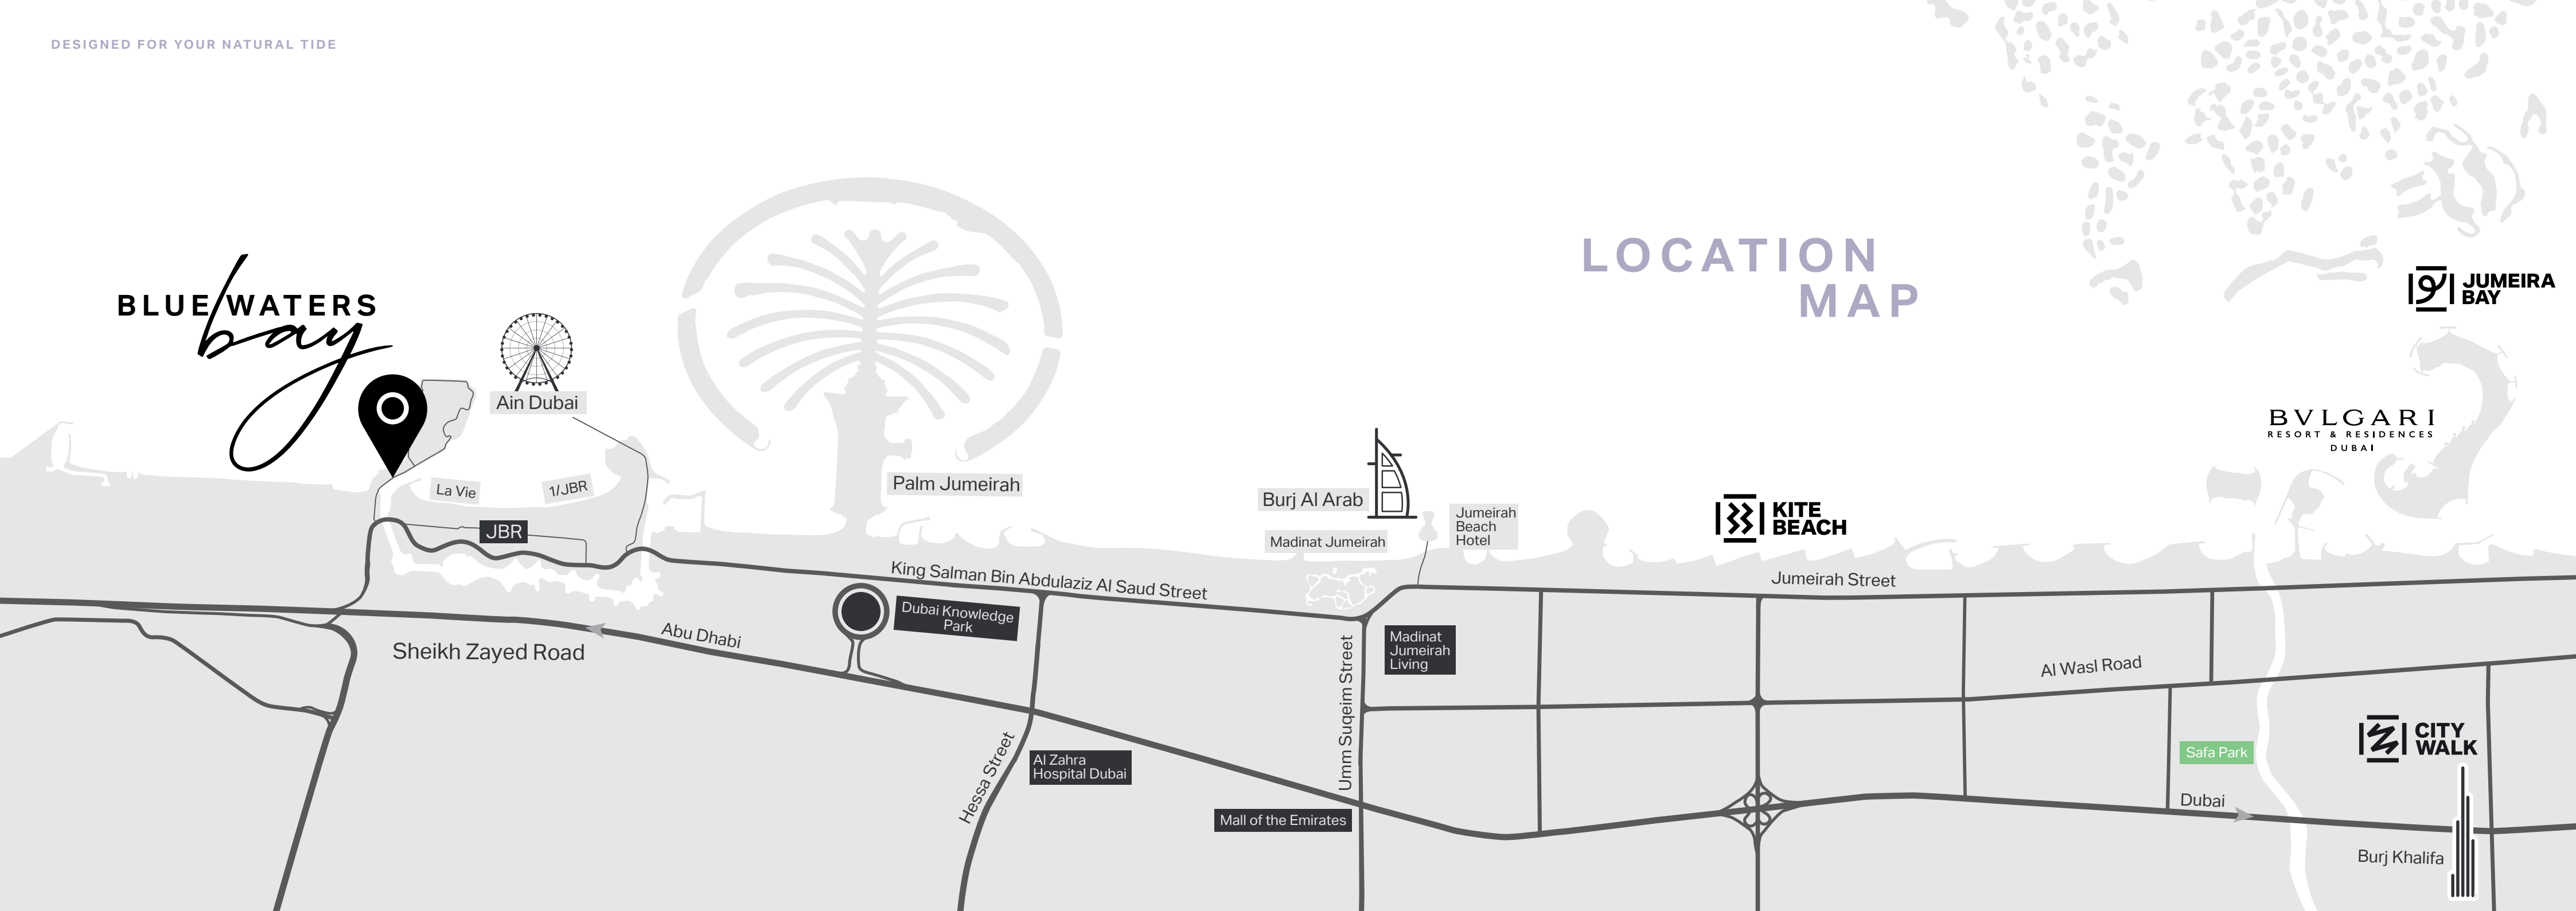 DESIGNED FOR YOUR NATURAL TIDE
LOCATION
MAP
BLUEWATERS
bay
Ain Dubai
JUMEIRA
BAY
BVLGARI
RESORT & RESIDENCES
DUBAI
La Vie
1/JBR
JBR
Palm Jumeirah
Burj Al Arab
Madinat Jumeirah
Jumeirah
Beach
Hotel
KITE
BEACH
King Salman Bin Abdulaziz Al Saud Street
Jumeirah Street
Dubai Knowledge
Park
Abu Dhabi
Sheikh Zayed Road
Umm Suqeim Street
Madinat
Jumeirah
Living
Al Wasl Road
Hessa Street
Al Zahra
Hospital Dubai
Mall of the Emirates
Safa Park
CITY
WALK
Dubai
Burj Khalifa